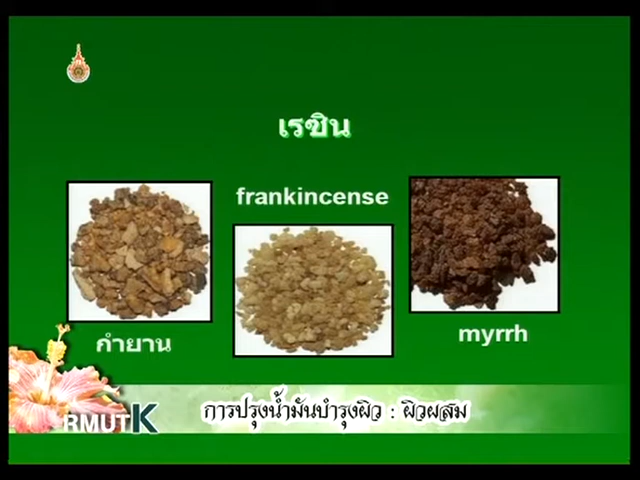 เรซิน
frankincense
กำยาน
myrrh
RMUTK
การปรุงน้ำมันบำรุงผิว : ผิวผสม